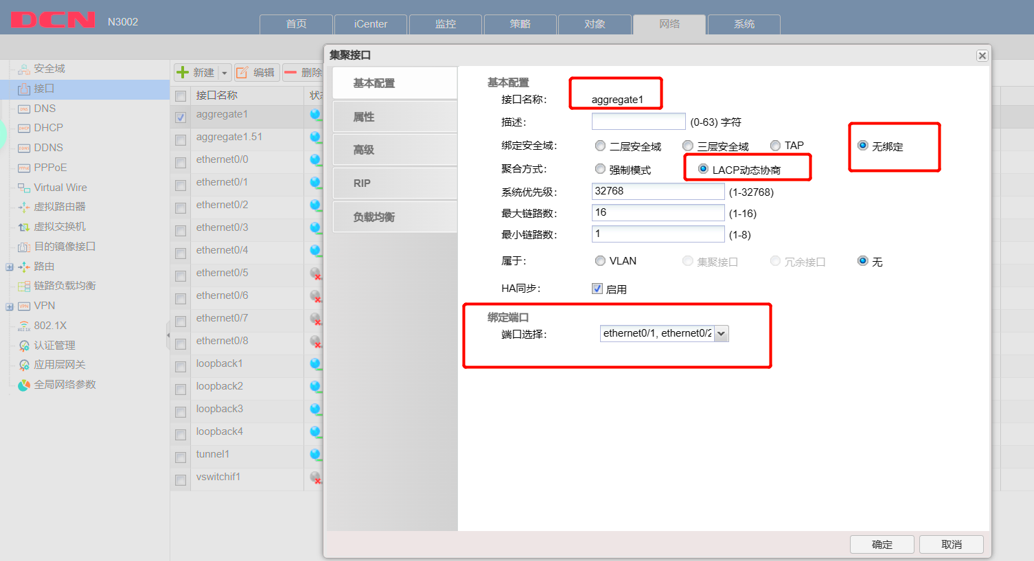 DCN N3002
首页 iCenter 监控 策略 对象 网络 系统
安全域
接口
DNS
DHCP
DDNS
PPPoE
Virtual Wire
虚拟路由器
虚拟交换机
目的镜像接口
路由
链路负载均衡
VPN
802.1X
认证管理
应用层网关
全局网络参数
新建 编辑 删除
接口名称
aggregate1
aggregate1.51
ethernet0/0
ethernet0/1
ethernet0/2
ethernet0/3
ethernet0/4
ethernet0/5
ethernet0/6
ethernet0/7
ethernet0/8
loopback1
loopback2
loopback3
loopback4
tunnel1
vswitchif1
集聚接口
基本配置
属性
高级
RIP
负载均衡
基本配置
接口名称: aggregate1
描述: (0-63) 字符
绑定安全域: 二层安全域 三层安全域 TAP 无绑定
聚合方式: 强制模式 LACP动态协商
系统优先级: 32768 (1-32768)
最大链路数: 16 (1-16)
最小链路数: 1 (1-8)
属于: VLAN 集聚接口 冗余接口 无
HA同步: 启用
绑定端口
端口选择: ethernet0/1, ethernet0/2
确定 取消